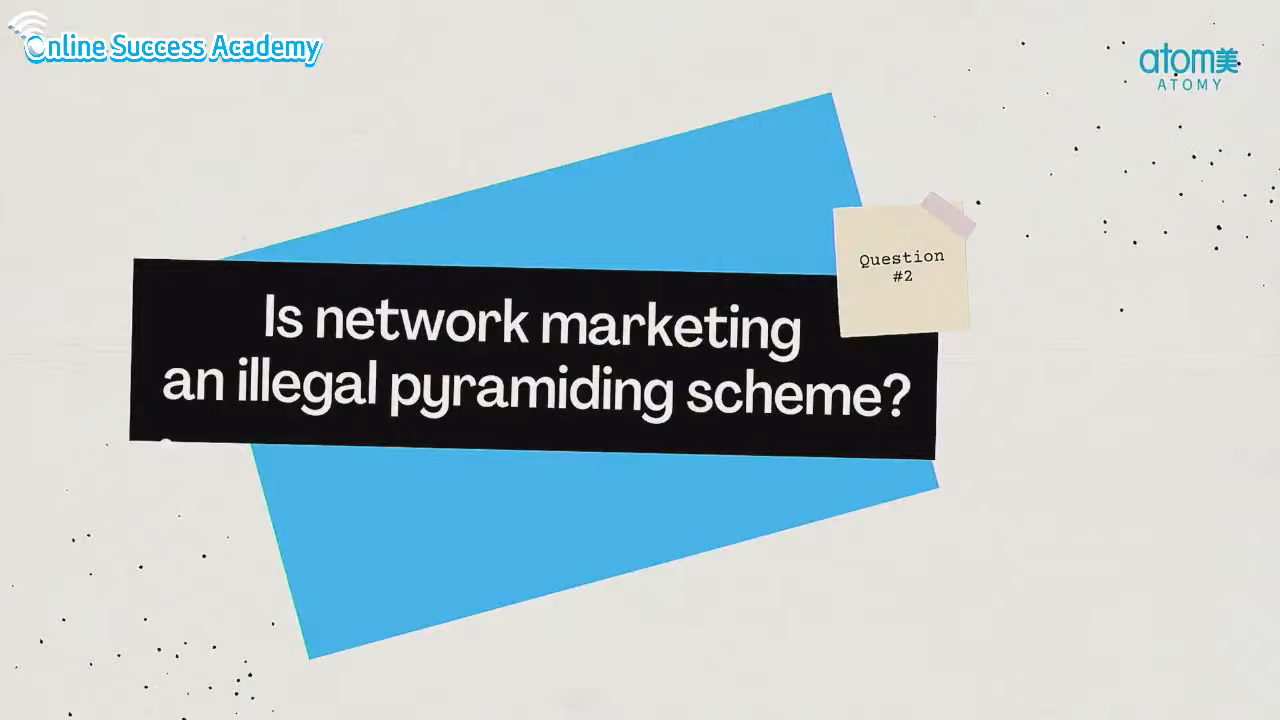 Online Success Academy
atom美
ATOMY
Question
#2
Is network marketing
an illegal pyramiding scheme?